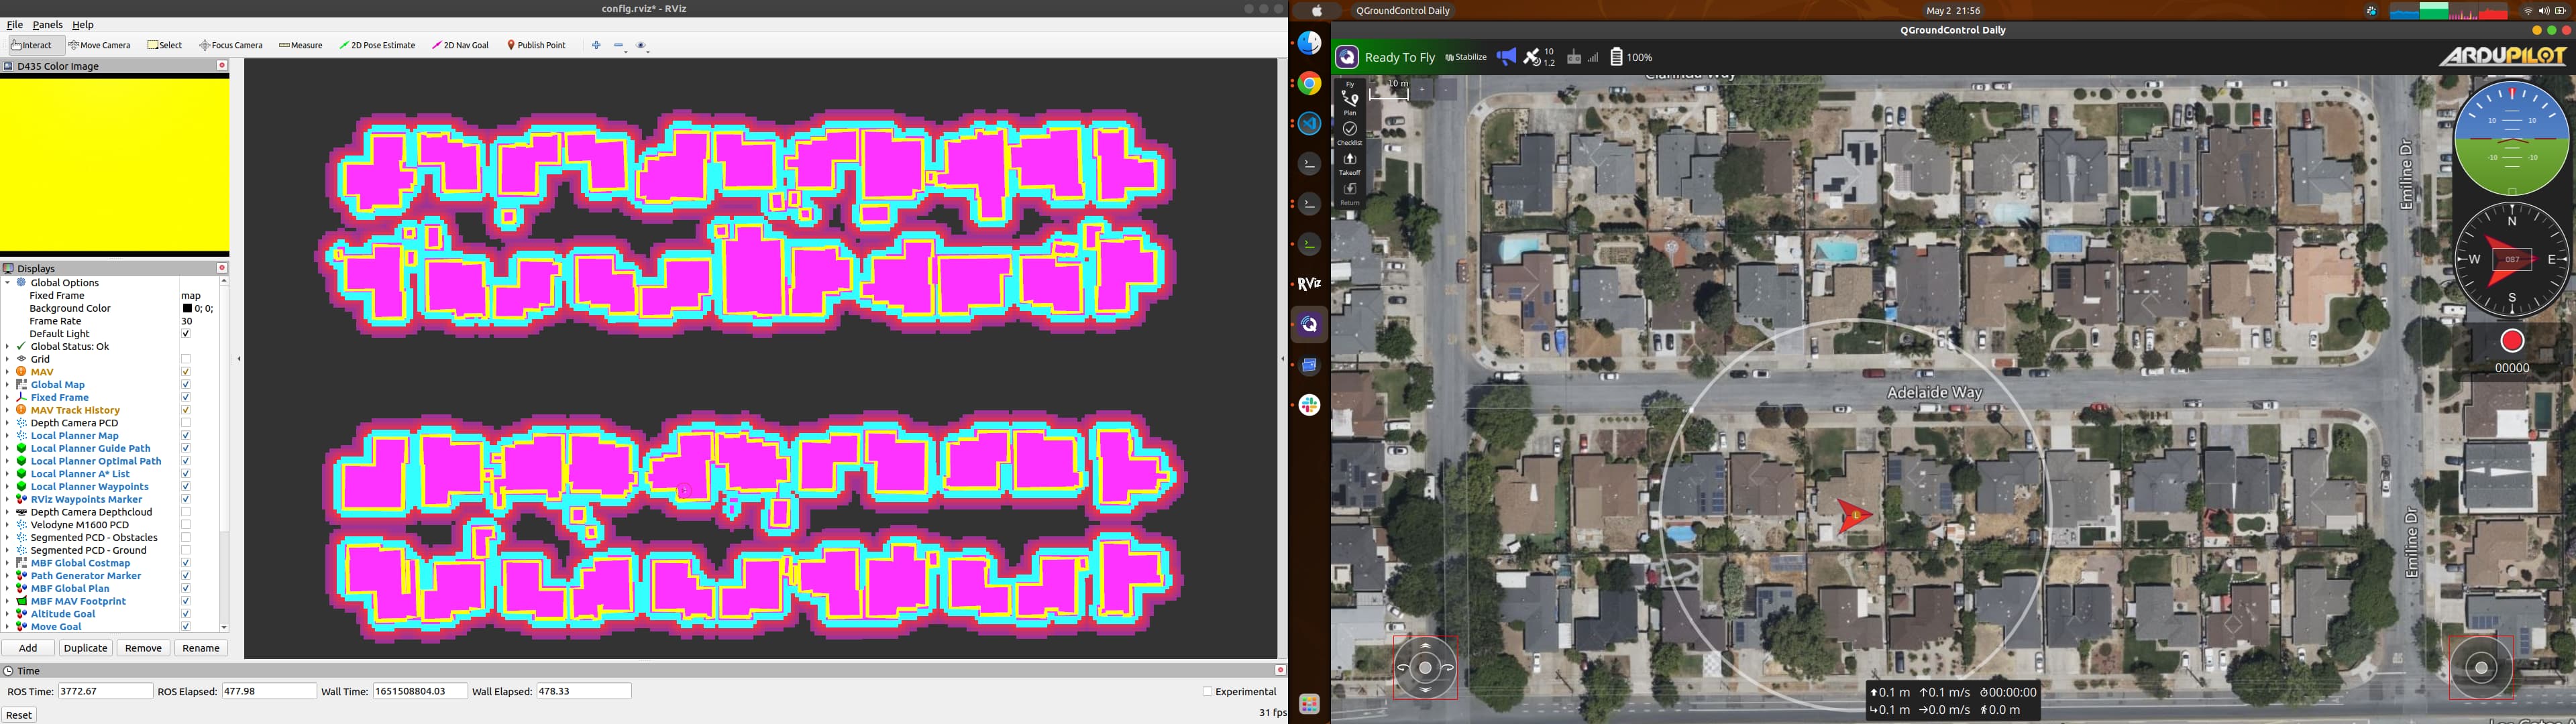 config.rviz* - RViz
File Panels Help
Interact Move Camera Select Focus Camera Measure 2D Pose Estimate 2D Nav Goal Publish Point
D435 Color Image
Displays
Global Options
Fixed Frame map
Background Color 0; 0;
Frame Rate 30
Default Light
Global Status: Ok
Grid
MAV
Global Map
Fixed Frame
MAV Track History
Depth Camera PCD
Local Planner Map
Local Planner Guide Path
Local Planner Optimal Path
Local Planner A* List
Local Planner Waypoints
RViz Waypoints Marker
Depth Camera Depthcloud
Velodyne M1600 PCD
Segmented PCD - Obstacles
Segmented PCD - Ground
MBF Global Costmap
Path Generator Marker
MBF Global Plan
MBF MAV Footprint
Altitude Goal
Move Goal
Add Duplicate Remove Rename
Time
ROS Time: 3772.67 ROS Elapsed: 477.98 Wall Time: 1651508804.03 Wall Elapsed: 478.33 Experimental
Reset 31 fps
RViz
QGroundControl Daily May 2 21:56
QGroundControl Daily
Ready To Fly Stabilize 10 1.2 100%
ARDUPILOT
Fly
Plan
Checklist
Takeoff
Return
10 m
Adelaide Way
Emiline Dr
Emiline Dr
10 10
-10 -10
N
W 087 E
S
00000
0.1 m 0.1 m/s 00:00:00
0.1 m 0.0 m/s 0.0 m